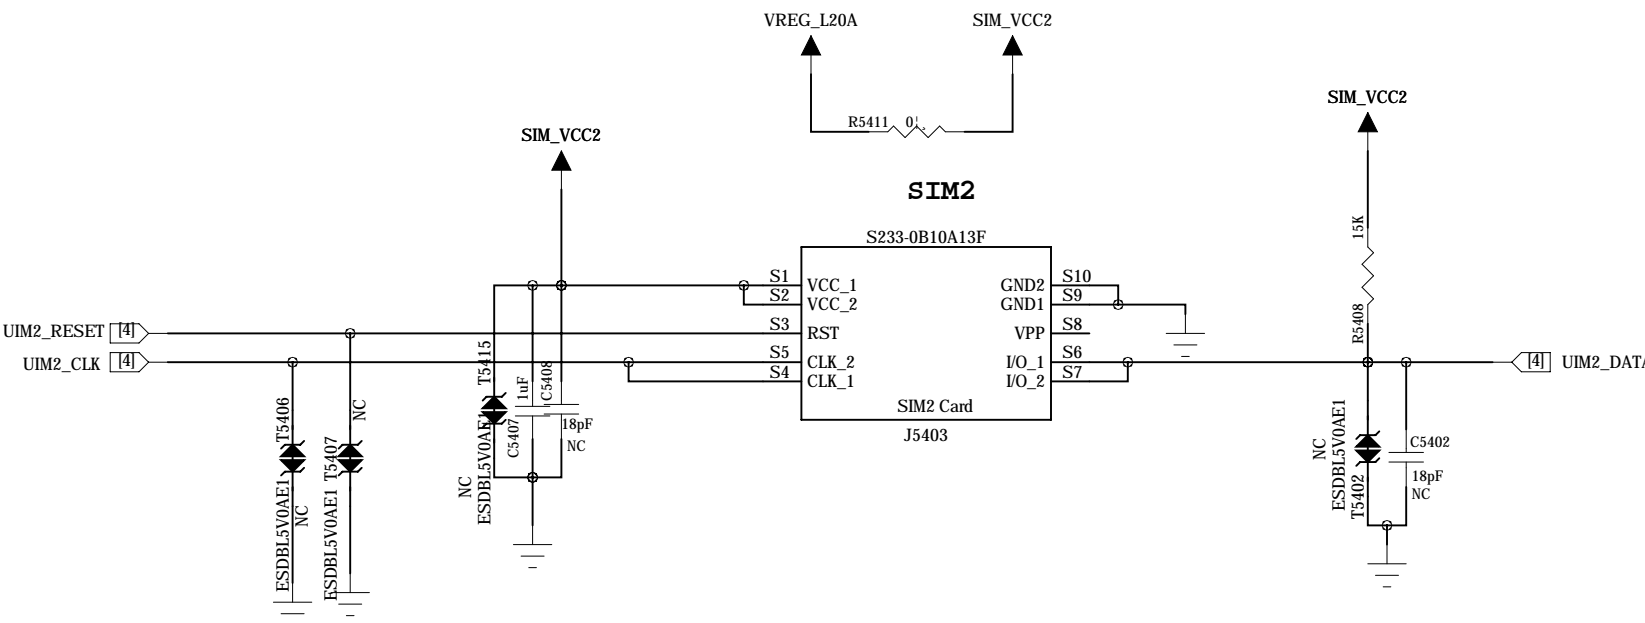 VREG_L20A
SIM_VCC2
R5411
SIM_VCC2
SIM_VCC2
SIM2
S233-0B10A13F
S1
S2
S3
S5
S4
VCC_1
VCC_2
RST
CLK_2
CLK_1
GND2
GND1
VPP
I/O_1
I/O_2
S10
S9
S8
S6
S7
SIM2 Card
J5403
UIM2_RESET [4]
UIM2_CLK [4]
T5406
ESDBL5V0AE1
NC
NC
T5407
ESDBL5V0AE1
T5415
NC
ESDBL5V0AE1
1uF
C5407
C5408
18pF
NC
15K
R5408
[4] UIM2_DATA
NC
ESDBL5V0AE1
T5402
C5402
18pF
NC